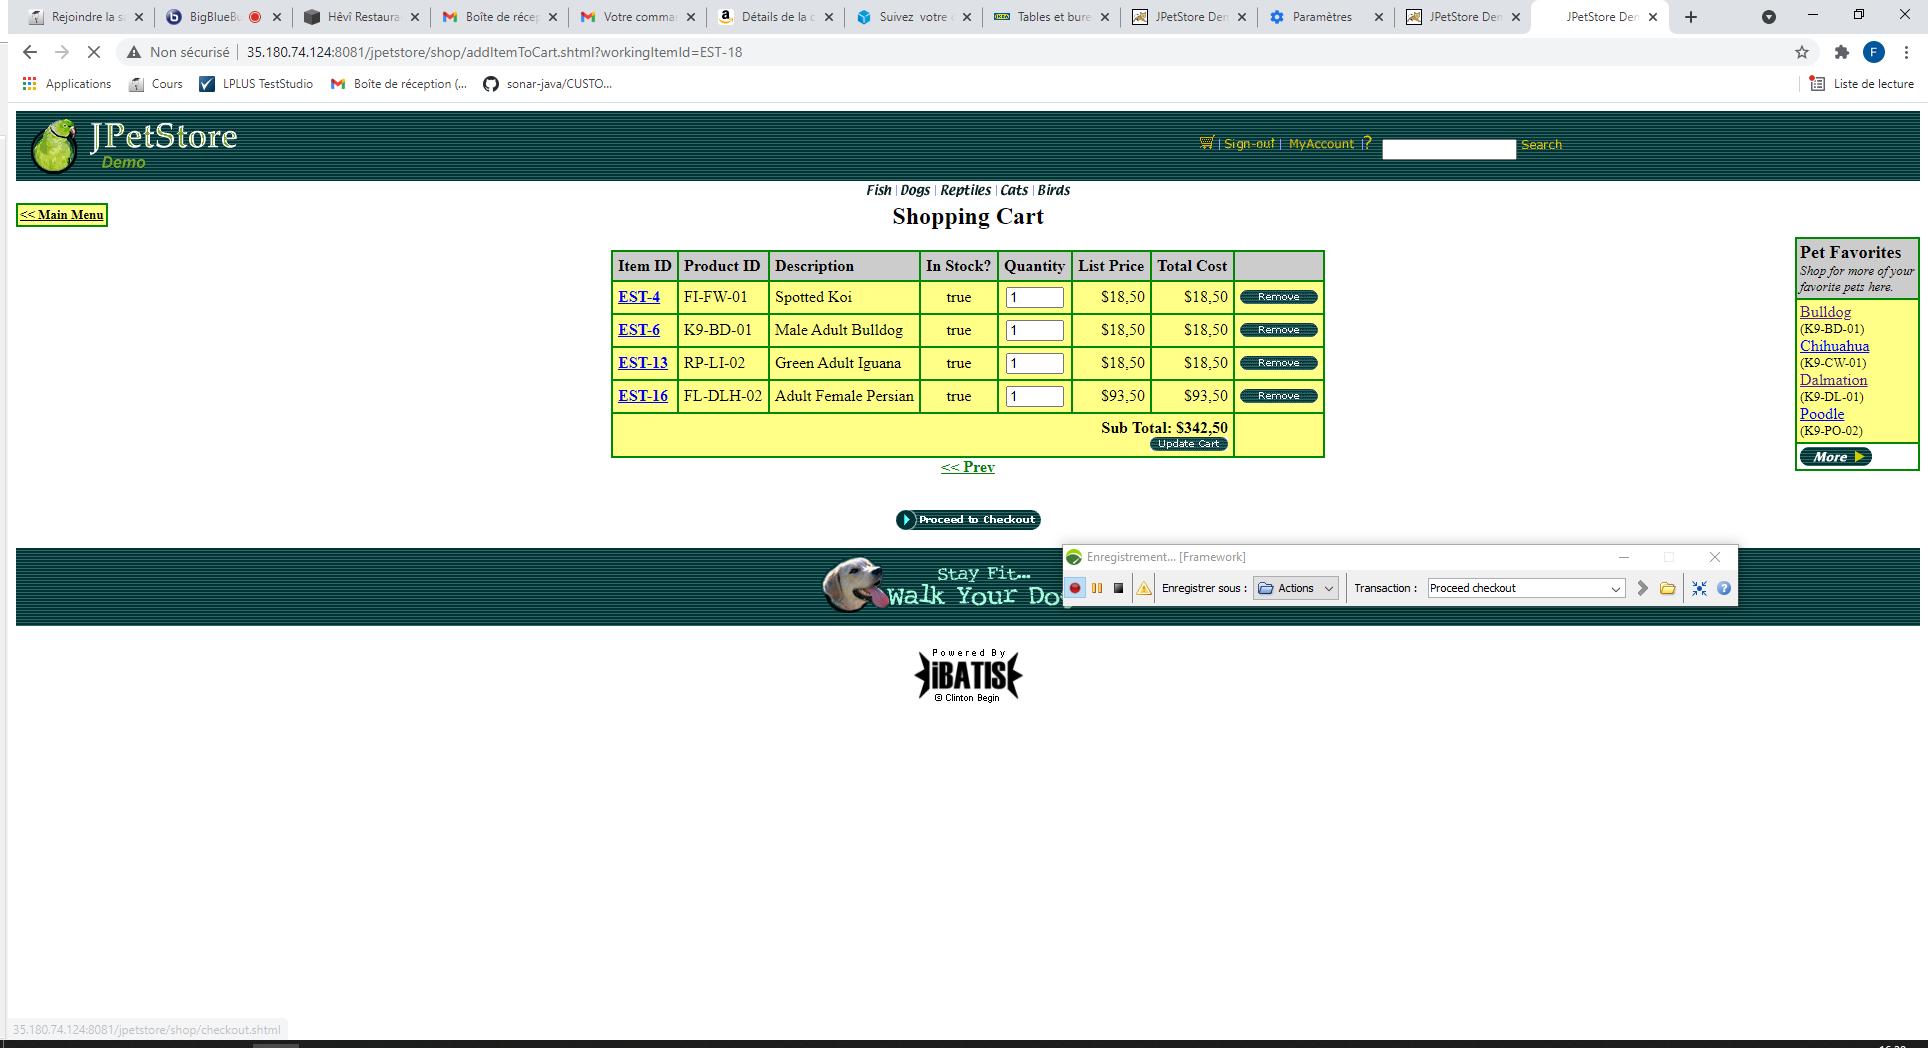 Rejoindre la sa
BigBlueBu
Hêvî Restaura
Boîte de récep
Votre comma
Détails de la c
Suivez votre c
Tables et bure
JPetStore Dem
Paramètres
JPetStore Dem
JPetStore Dem
Non sécurisé
35.180.74.124:8081/jpetstore/shop/addItemToCart.shtml?workingItemId=EST-18
F
Applications
Cours
LPLUS TestStudio
Boîte de réception (...
sonar-java/CUSTO...
Liste de lecture
JPetStore
Demo
| Sign-out | MyAccount | ?
Search
Fish | Dogs | Reptiles | Cats | Birds
<< Main Menu
Shopping Cart
Item ID Product ID Description In Stock? Quantity List Price Total Cost
EST-4 FI-FW-01 Spotted Koi true 1 $18,50 $18,50 Remove
EST-6 K9-BD-01 Male Adult Bulldog true 1 $18,50 $18,50 Remove
EST-13 RP-LI-02 Green Adult Iguana true 1 $18,50 $18,50 Remove
EST-16 FL-DLH-02 Adult Female Persian true 1 $93,50 $93,50 Remove
Sub Total: $342,50
Update Cart
<< Prev
Proceed to Checkout
Pet Favorites
Shop for more of your
favorite pets here.
Bulldog
(K9-BD-01)
Chihuahua
(K9-CW-01)
Dalmation
(K9-DL-01)
Poodle
(K9-PO-02)
More
Stay Fit...
Walk Your Do
Enregistrement... [Framework]
Enregistrer sous : Actions Transaction : Proceed checkout
Powered By
iBATIS
© Clinton Begin
35.180.74.124:8081/jpetstore/shop/checkout.shtml